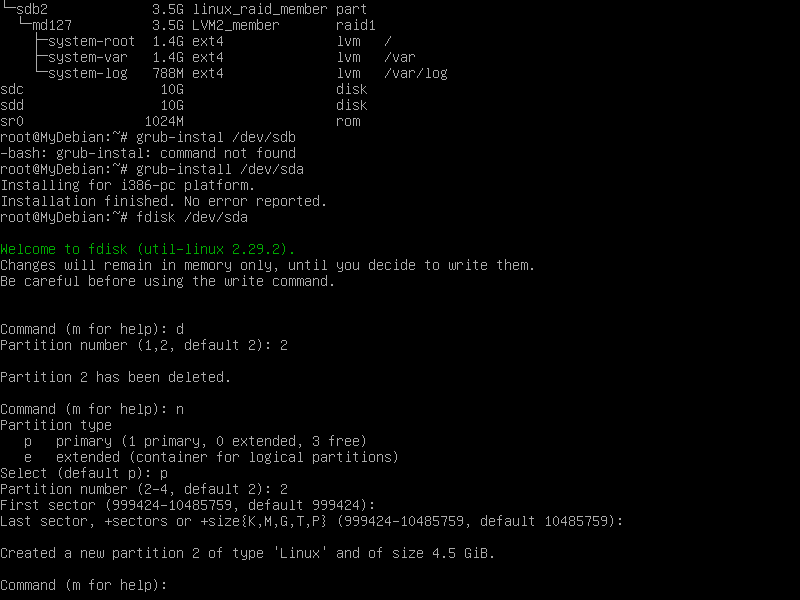 └─sdb2             3.5G linux_raid_member part
  └─md127          3.5G LVM2_member       raid1
    ├─system-root  1.4G ext4              lvm   /
    ├─system-var   1.4G ext4              lvm   /var
    └─system-log   788M ext4              lvm   /var/log
sdc                 10G                   disk
sdd                 10G                   disk
sr0               1024M                   rom
root@MyDebian:~# grub-instal /dev/sdb
-bash: grub-instal: command not found
root@MyDebian:~# grub-install /dev/sda
Installing for i386-pc platform.
Installation finished. No error reported.
root@MyDebian:~# fdisk /dev/sda
Welcome to fdisk (util-linux 2.29.2).
Changes will remain in memory only, until you decide to write them.
Be careful before using the write command.
Command (m for help): d
Partition number (1,2, default 2): 2
Partition 2 has been deleted.
Command (m for help): n
Partition type
   p   primary (1 primary, 0 extended, 3 free)
   e   extended (container for logical partitions)
Select (default p): p
Partition number (2-4, default 2): 2
First sector (999424-10485759, default 999424):
Last sector, +sectors or +size{K,M,G,T,P} (999424-10485759, default 10485759):
Created a new partition 2 of type 'Linux' and of size 4.5 GiB.
Command (m for help):